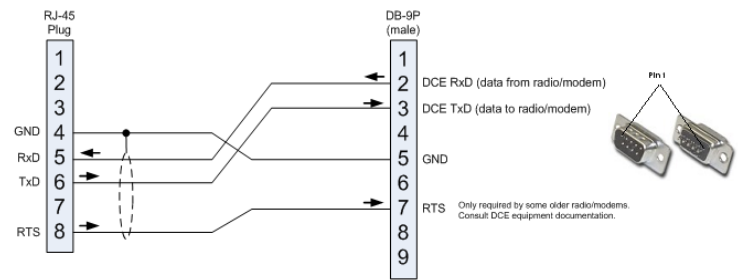 RJ-45
Plug
DB-9P
(male)
Pin 1
1
2
3
GND 4
RxD 5
TxD 6
7
RTS 8
1
2 DCE RxD (data from radio/modem)
3 DCE TxD (data to radio/modem)
4
5 GND
6
7 RTS Only required by some older radio/modems.
Consult DCE equipment documentation.
8
9